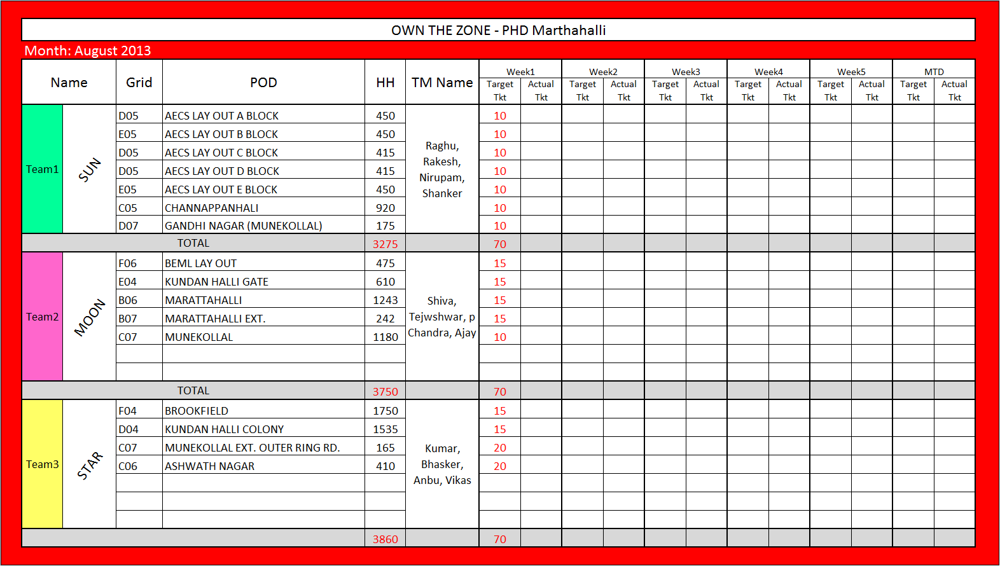 OWN THE ZONE - PHD Marthahalli
Month: August 2013
Name Grid POD HH TM Name Week1 Week2 Week3 Week4 Week5 MTD
Target Tkt Actual Tkt Target Tkt Actual Tkt Target Tkt Actual Tkt Target Tkt Actual Tkt Target Tkt Actual Tkt Target Tkt Actual Tkt
Team1 SUN
Raghu,
Rakesh,
Nirupam,
Shanker
D05 AECS LAY OUT A BLOCK 450 10
E05 AECS LAY OUT B BLOCK 450 10
D05 AECS LAY OUT C BLOCK 415 10
D05 AECS LAY OUT D BLOCK 415 10
E05 AECS LAY OUT E BLOCK 450 10
C05 CHANNAPPANHALI 920 10
D07 GANDHI NAGAR (MUNEKOLLAL) 175 10
TOTAL 3275 70
Team2 MOON
Shiva,
Tejwshwar, p
Chandra, Ajay
F06 BEML LAY OUT 475 15
E04 KUNDAN HALLI GATE 610 15
B06 MARATTAHALLI 1243 15
B07 MARATTAHALLI EXT. 242 15
C07 MUNEKOLLAL 1180 10
TOTAL 3750 70
Team3 STAR
Kumar,
Bhasker,
Anbu, Vikas
F04 BROOKFIELD 1750 15
D04 KUNDAN HALLI COLONY 1535 15
C07 MUNEKOLLAL EXT. OUTER RING RD. 165 20
C06 ASHWATH NAGAR 410 20
3860 70